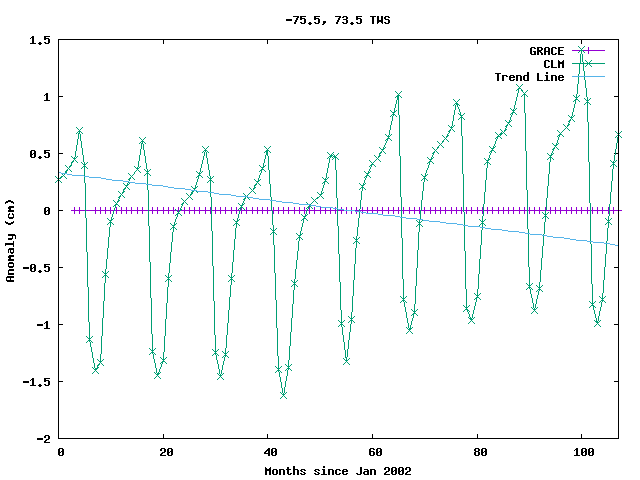 -75.5, 73.5 TWS
GRACE
CLM
Trend Line
1.5
1
0.5
0
-0.5
-1
-1.5
-2
Anomaly (cm)
0 20 40 60 80 100
Months since Jan 2002